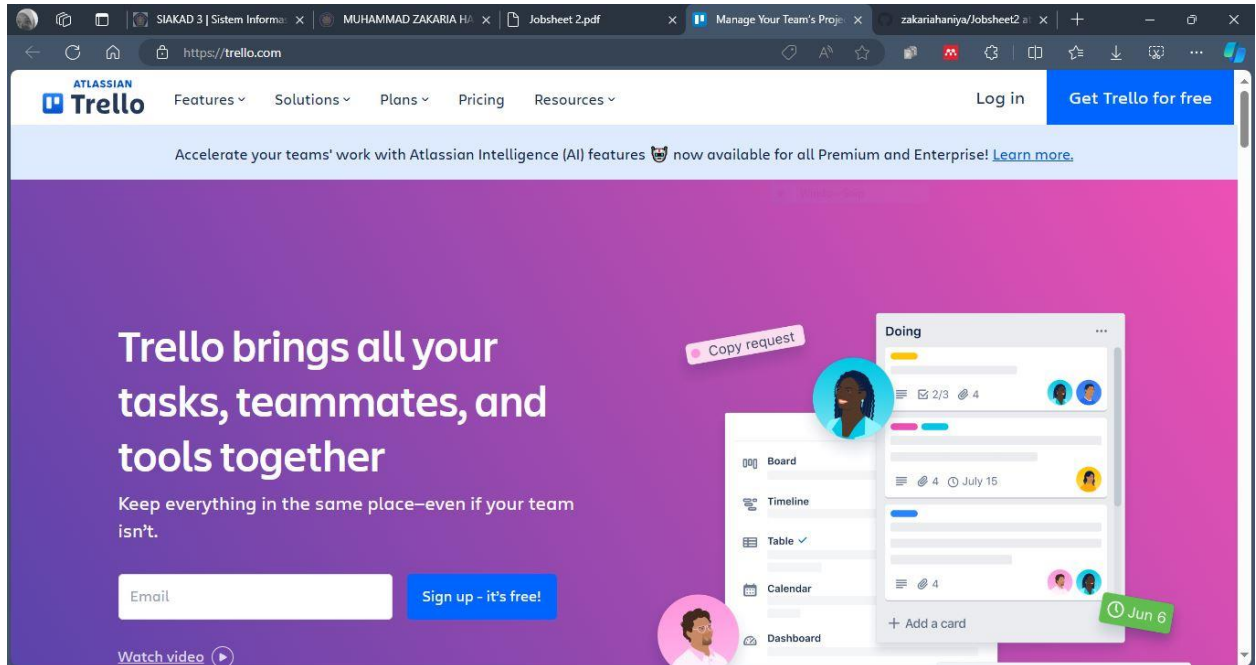 SIAKAD 3 | Sistem Informa
MUHAMMAD ZAKARIA HA
Jobsheet 2.pdf
Manage Your Team's Proje
zakariahaniya/Jobsheet2 at
https://trello.com
ATLASSIAN
Trello
Features
Solutions
Plans
Pricing
Resources
Log in
Get Trello for free
Accelerate your teams' work with Atlassian Intelligence (AI) features 🤖 now available for all Premium and Enterprise! Learn more.
Trello brings all your
tasks, teammates, and
tools together
Keep everything in the same place—even if your team
isn't.
Email
Sign up - it's free!
Watch video
Copy request
Doing
2/3 4
4 July 15
4
+ Add a card
Board
Timeline
Table
Calendar
Dashboard
Jun 6